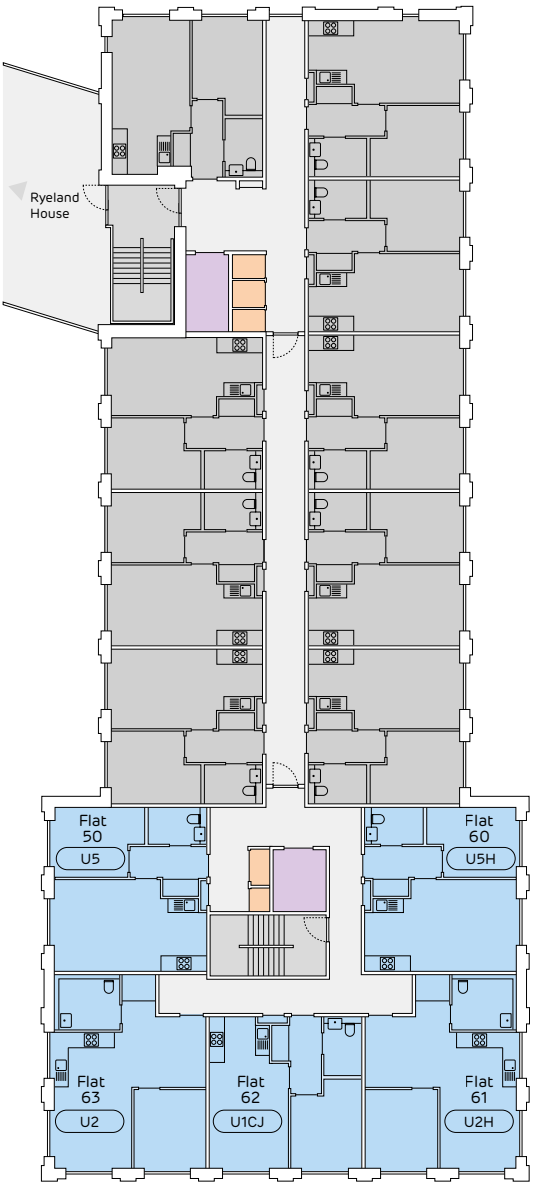 Ryeland
House
Flat
50
U5
Flat
60
U5H
Flat
63
U2
Flat
62
U1CJ
Flat
61
U2H